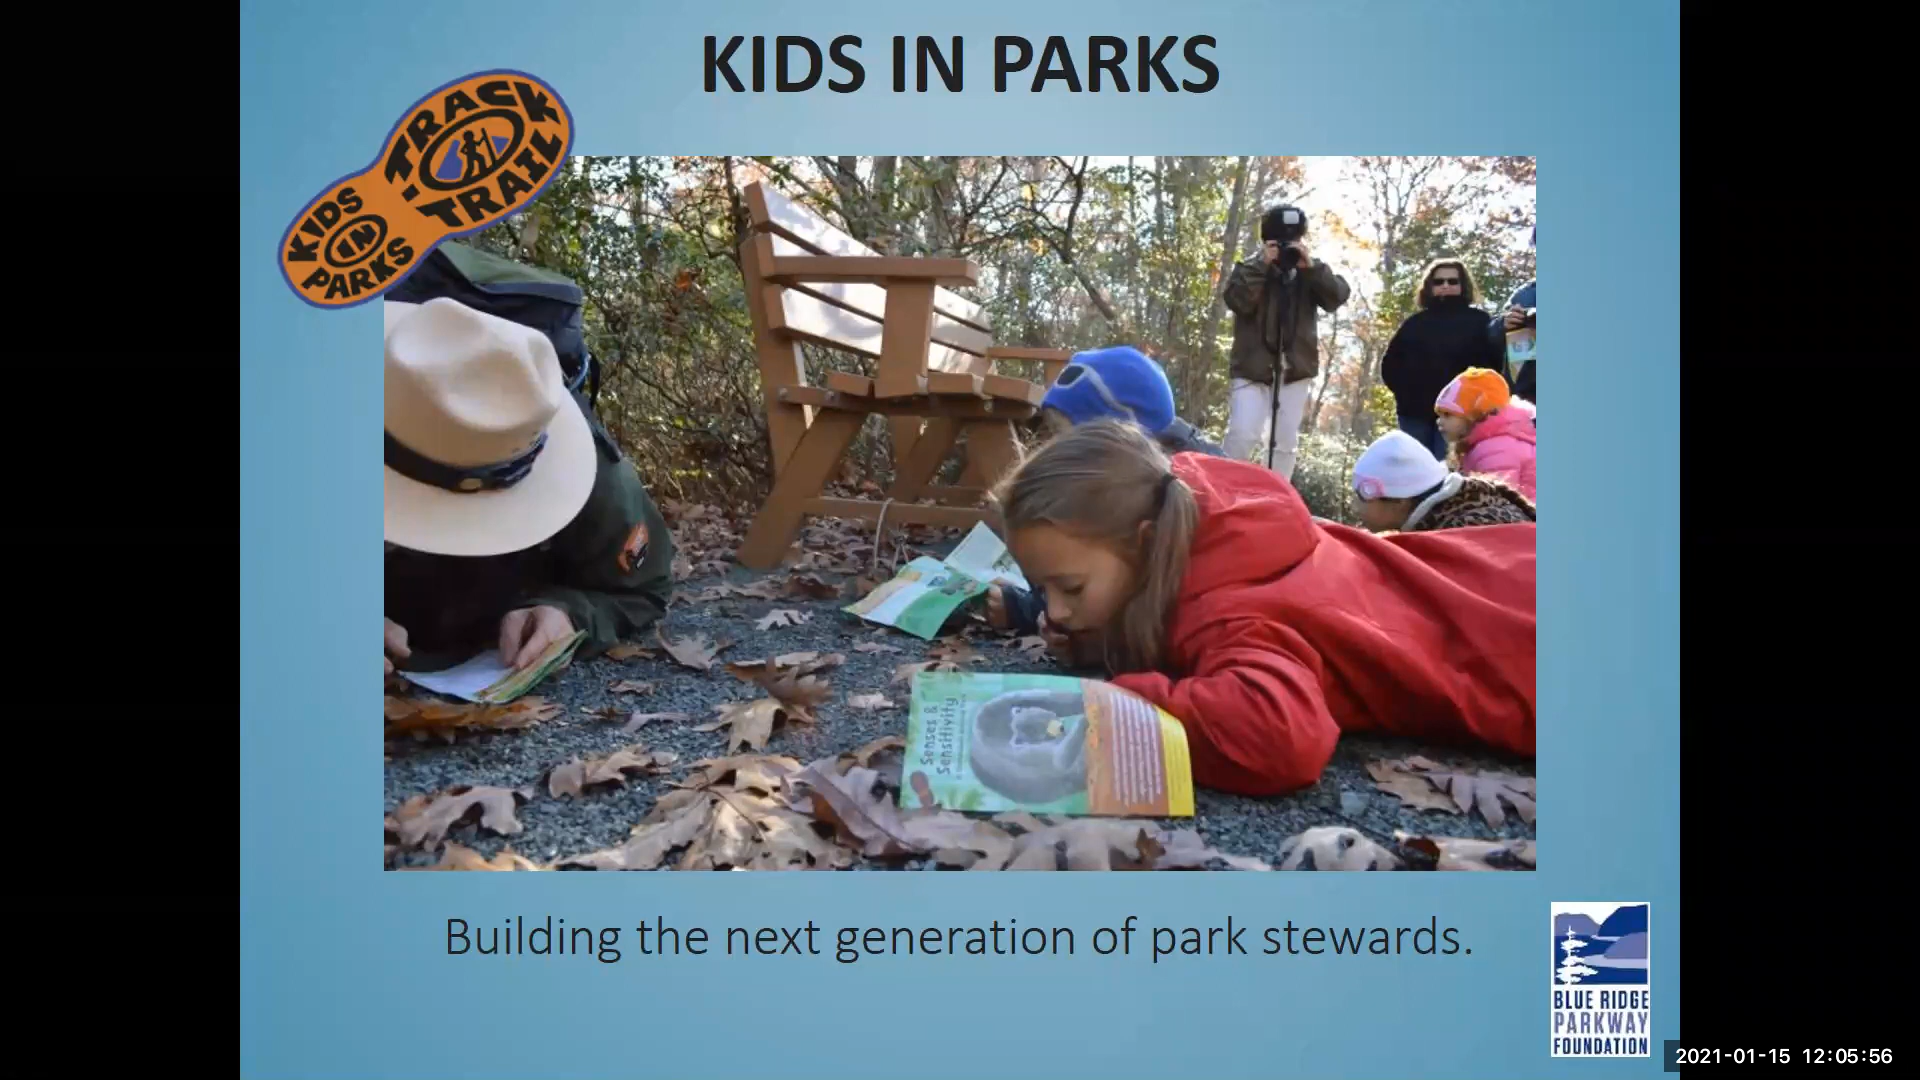 KIDS IN PARKS
TRACK
TRAIL
KIDS
IN
PARKS
Senses &
Sensitivity
Building the next generation of park stewards.
BLUE RIDGE
PARKWAY
FOUNDATION
2021-01-15 12:05:56